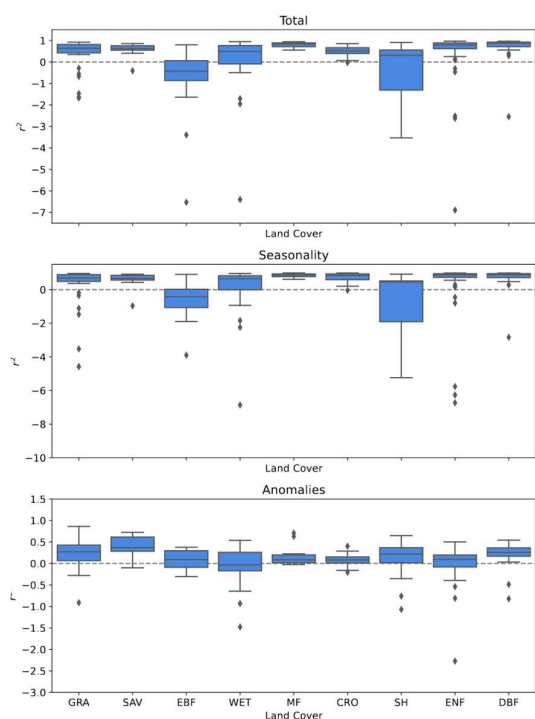 Total
1
0
−1
−2
−3
−4
−5
−6
−7
r²
Land Cover
Seasonality
0
−2
−4
−6
−8
−10
r²
Land Cover
Anomalies
1.5
1.0
0.5
0.0
−0.5
−1.0
−1.5
−2.0
−2.5
−3.0
GRA SAV EBF WET MF CRO SH ENF DBF
Land Cover